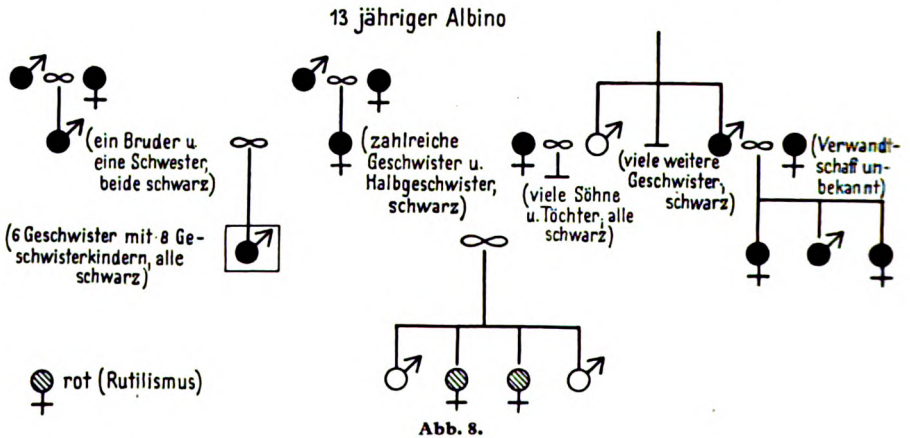 13 jähriger Albino
(ein Bruder u
eine Schwester,
beide schwarz)
(zahlreiche
Geschwister u.
Halbgeschwister,
schwarz)
(viele Söhne
u. Töchter, alle
schwarz)
(viele weitere
Geschwister,
schwarz)
(Verwandt-
schaft un-
bekannt)
(6 Geschwister mit 8 Ge-
schwisterkindern, alle
schwarz)
rot (Rutilismus)
Abb. 8.